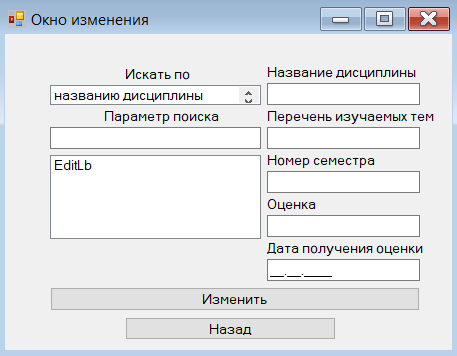 Окно изменения
Искать по
названию дисциплины
Параметр поиска
EditLb
Название дисциплины
Перечень изучаемых тем
Номер семестра
Оценка
Дата получения оценки
__.__.____
Изменить
Назад